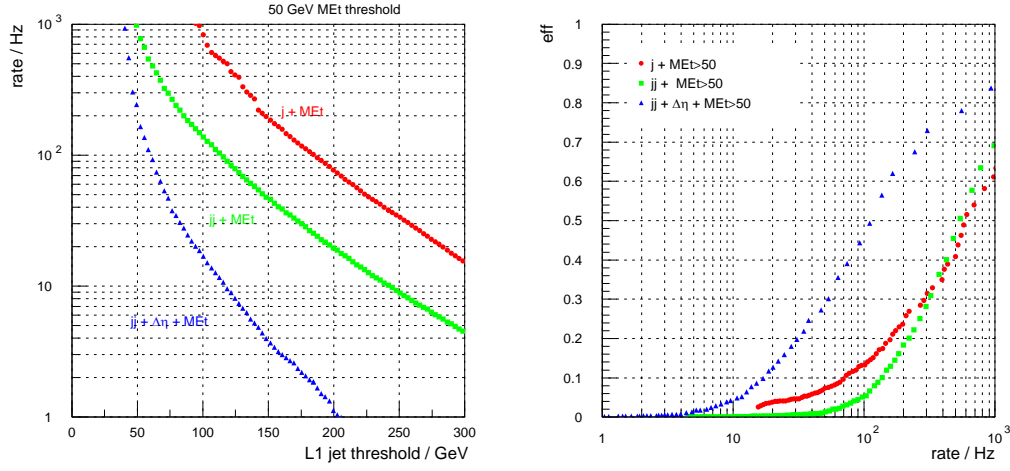 50 GeV MEt threshold
rate / Hz
10³
10²
10
1
j + MEt
jj + MEt
jj + Δη + MEt
0 50 100 150 200 250 300
L1 jet threshold / GeV
eff
1
0.9
0.8
0.7
0.6
0.5
0.4
0.3
0.2
0.1
0
j + MEt>50
jj + MEt>50
jj + Δη + MEt>50
1 10 10² 10³
rate / Hz